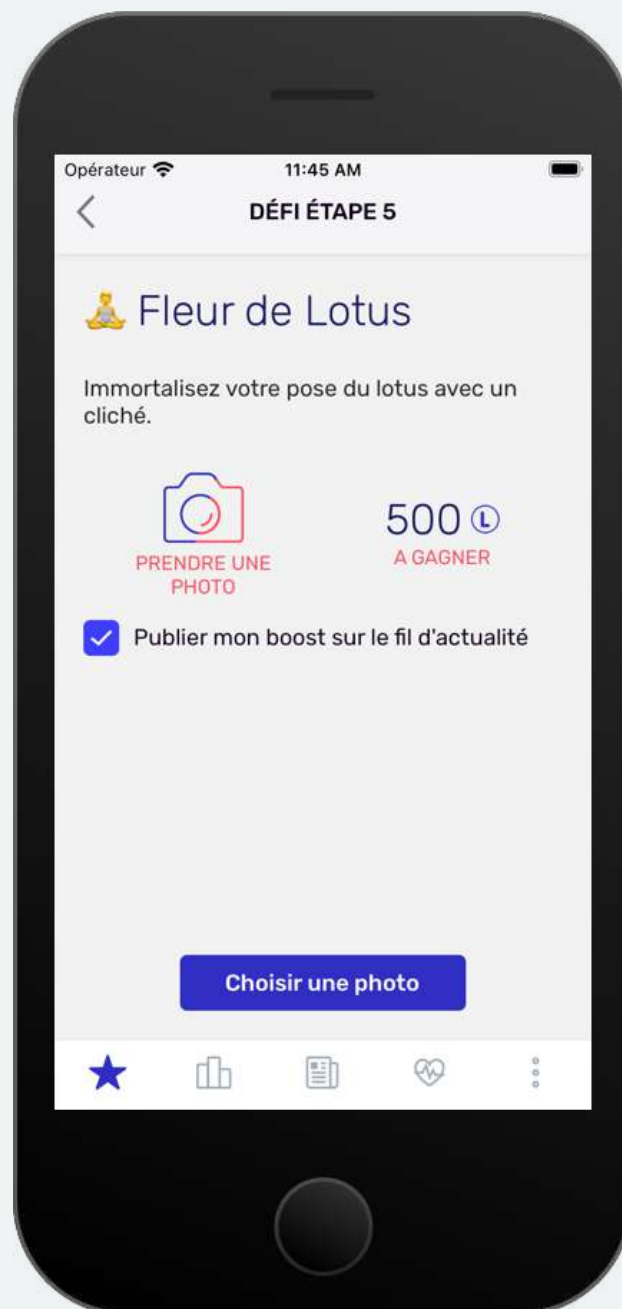 Opérateur 11:45 AM
DÉFI ÉTAPE 5
Fleur de Lotus
Immortalisez votre pose du lotus avec un
cliché.
PRENDRE UNE
PHOTO
500 L
A GAGNER
Publier mon boost sur le fil d'actualité
Choisir une photo